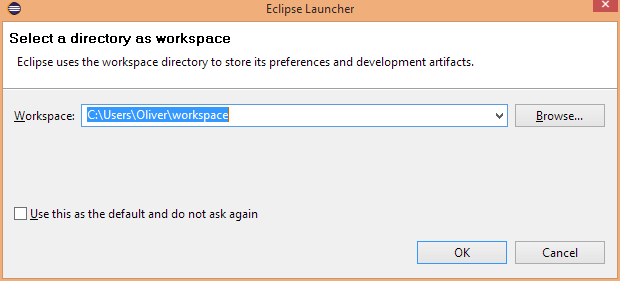 Eclipse Launcher
Select a directory as workspace
Eclipse uses the workspace directory to store its preferences and development artifacts.
Workspace: C:\Users\Oliver\workspace Browse...
Use this as the default and do not ask again
OK Cancel